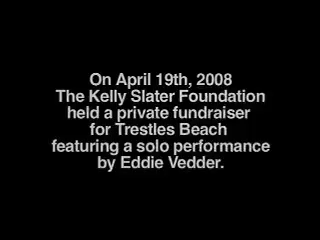 On April 19th, 2008
The Kelly Slater Foundation
held a private fundraiser
for Trestles Beach
featuring a solo performance
by Eddie Vedder.